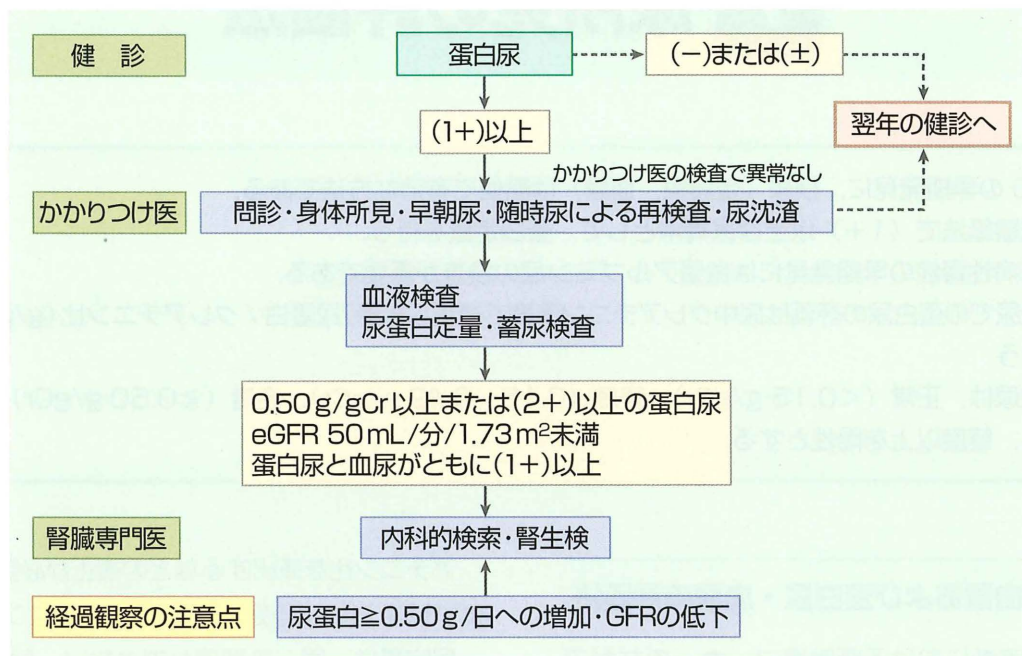 健　診
蛋白尿
(－)または(±)
(1＋)以上
翌年の健診へ
かかりつけ医の検査で異常なし
かかりつけ医
問診・身体所見・早朝尿・随時尿による再検査・尿沈渣
血液検査
尿蛋白定量・蓄尿検査
0.50g/gCr以上または(2＋)以上の蛋白尿
eGFR 50mL/分/1.73m²未満
蛋白尿と血尿がともに(1＋)以上
腎臓専門医
内科的検索・腎生検
経過観察の注意点
尿蛋白≧0.50g/日への増加・GFRの低下